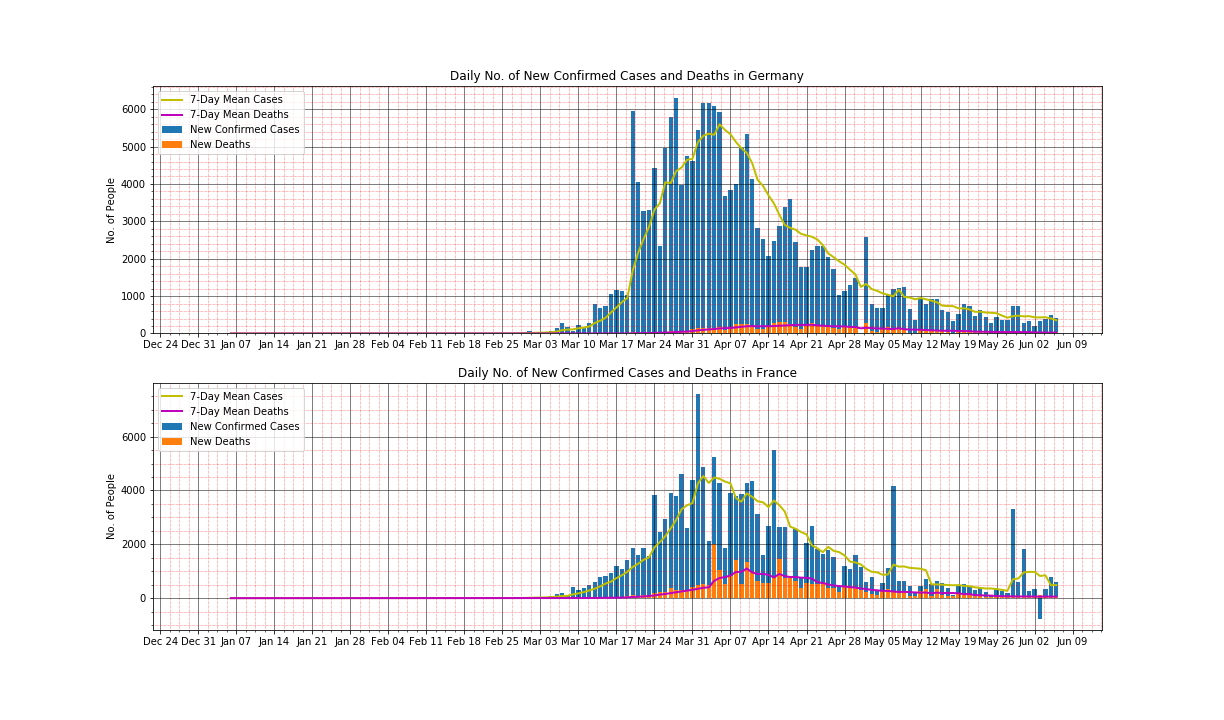 Daily No. of New Confirmed Cases and Deaths in Germany
7-Day Mean Cases
7-Day Mean Deaths
New Confirmed Cases
New Deaths
No. of People
6000
5000
4000
3000
2000
1000
0
Dec 24 Dec 31 Jan 07 Jan 14 Jan 21 Jan 28 Feb 04 Feb 11 Feb 18 Feb 25 Mar 03 Mar 10 Mar 17 Mar 24 Mar 31 Apr 07 Apr 14 Apr 21 Apr 28 May 05 May 12 May 19 May 26 Jun 02 Jun 09
Daily No. of New Confirmed Cases and Deaths in France
7-Day Mean Cases
7-Day Mean Deaths
New Confirmed Cases
New Deaths
No. of People
6000
4000
2000
0
Dec 24 Dec 31 Jan 07 Jan 14 Jan 21 Jan 28 Feb 04 Feb 11 Feb 18 Feb 25 Mar 03 Mar 10 Mar 17 Mar 24 Mar 31 Apr 07 Apr 14 Apr 21 Apr 28 May 05 May 12 May 19 May 26 Jun 02 Jun 09